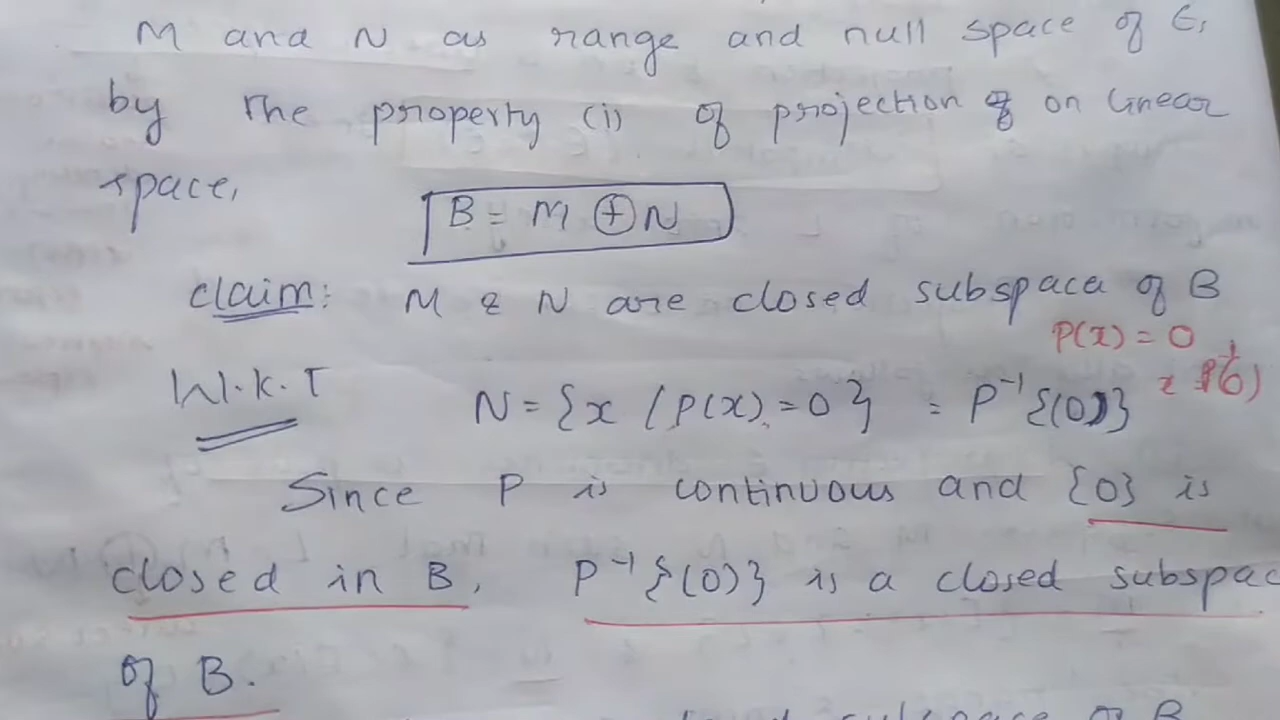 M and N as range and null space of E,
by The property (i) of projection on linear
space,
B = M ⊕ N
claim: M & N are closed subspace of B
P(x) = 0
W.K.T N = {x / P(x) = 0} = P⁻¹{(0)}
Since P is continuous and {0} is
closed in B, P⁻¹{(0)} is a closed subspac
of B.
subspace of B